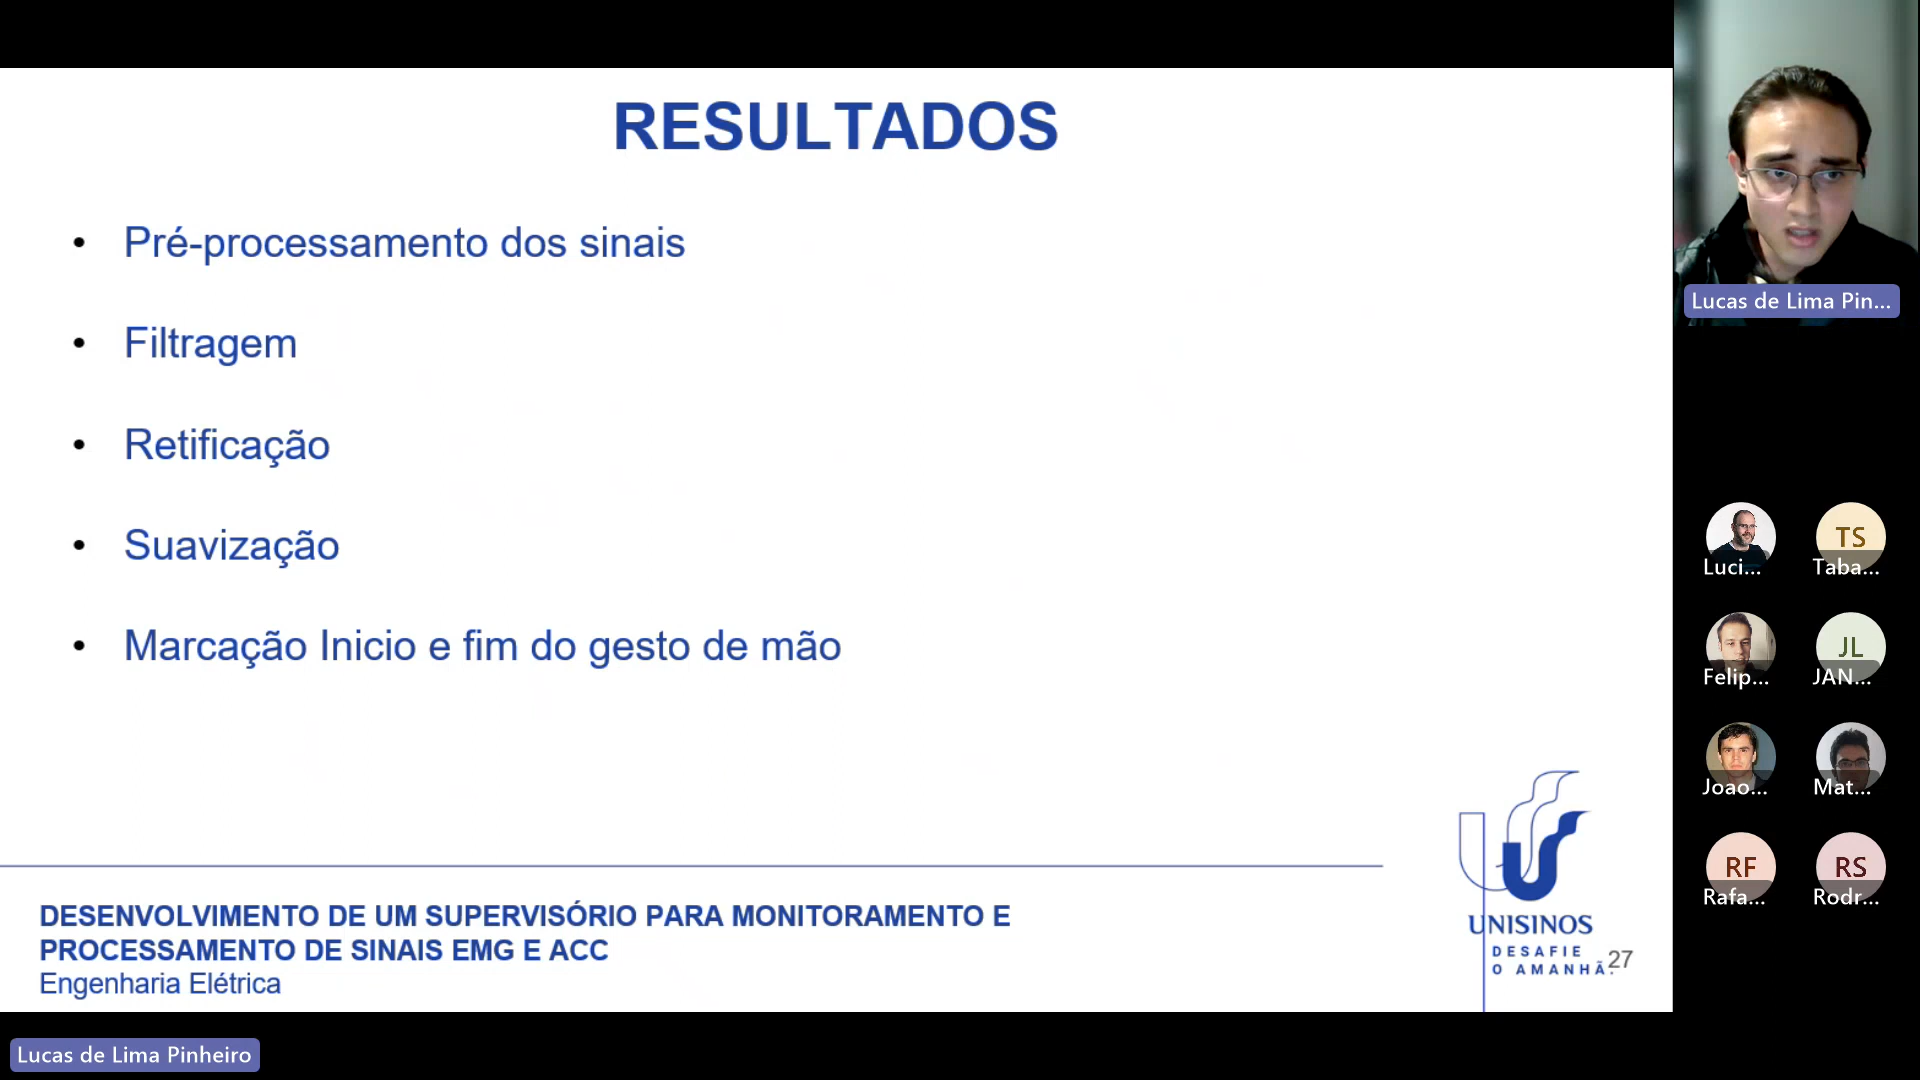 RESULTADOS
• Pré-processamento dos sinais
• Filtragem
• Retificação
• Suavização
• Marcação Inicio e fim do gesto de mão
DESENVOLVIMENTO DE UM SUPERVISÓRIO PARA MONITORAMENTO E
PROCESSAMENTO DE SINAIS EMG E ACC
Engenharia Elétrica
UNISINOS
DESAFIE
O AMANHÃ.
27
Lucas de Lima Pin...
Luci...
TS
Taba...
Felip...
JL
JAN...
Joao...
Mat...
RF
Rafa...
RS
Rodr...
Lucas de Lima Pinheiro